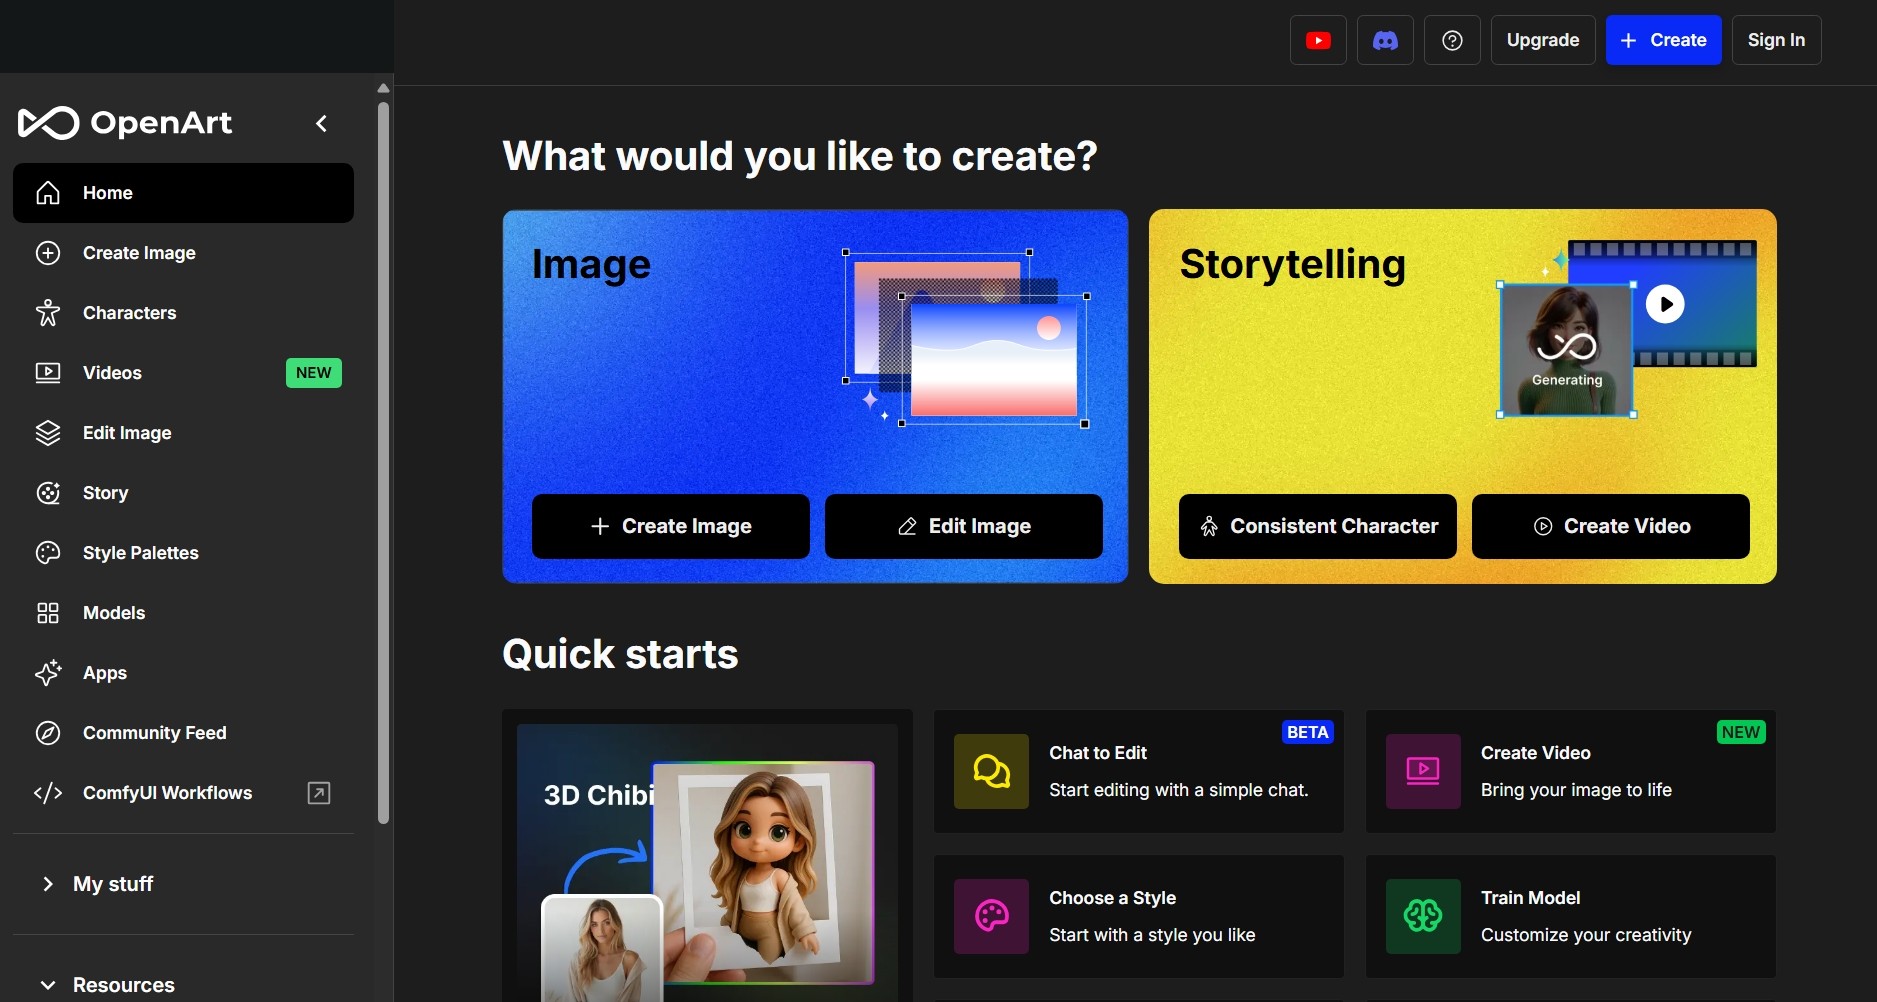 Upgrade
Create
Sign In
OpenArt
Home
Create Image
Characters
Videos
NEW
Edit Image
Story
Style Palettes
Models
Apps
Community Feed
ComfyUI Workflows
My stuff
Resources
What would you like to create?
Image
Create Image
Edit Image
Storytelling
Generating
Consistent Character
Create Video
Quick starts
3D Chibi
BETA
Chat to Edit
Start editing with a simple chat.
NEW
Create Video
Bring your image to life
Choose a Style
Start with a style you like
Train Model
Customize your creativity